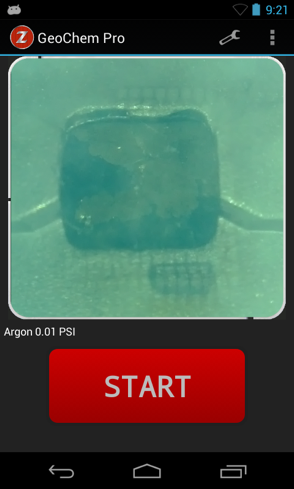 9:21
Z GeoChem Pro
Argon 0.01 PSI
START